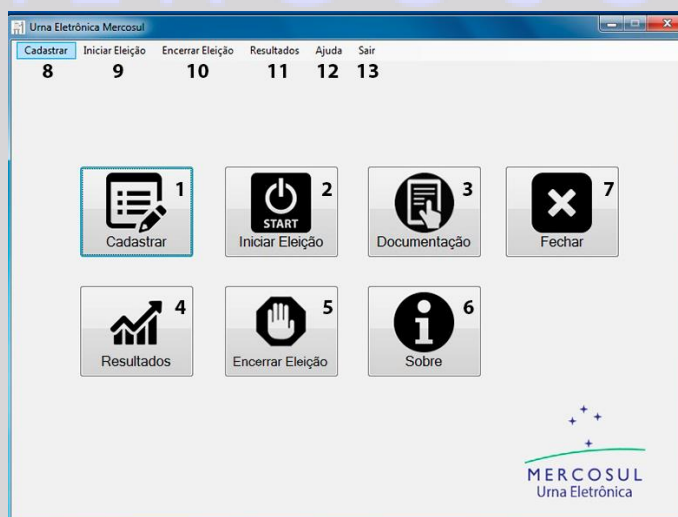 Urna Eletrônica Mercosul
Cadastrar Iniciar Eleição Encerrar Eleição Resultados Ajuda Sair
8 9 10 11 12 13
1 2 3 7
START
Cadastrar Iniciar Eleição Documentação Fechar
4 5 6
Resultados Encerrar Eleição Sobre
MERCOSUL
Urna Eletrônica